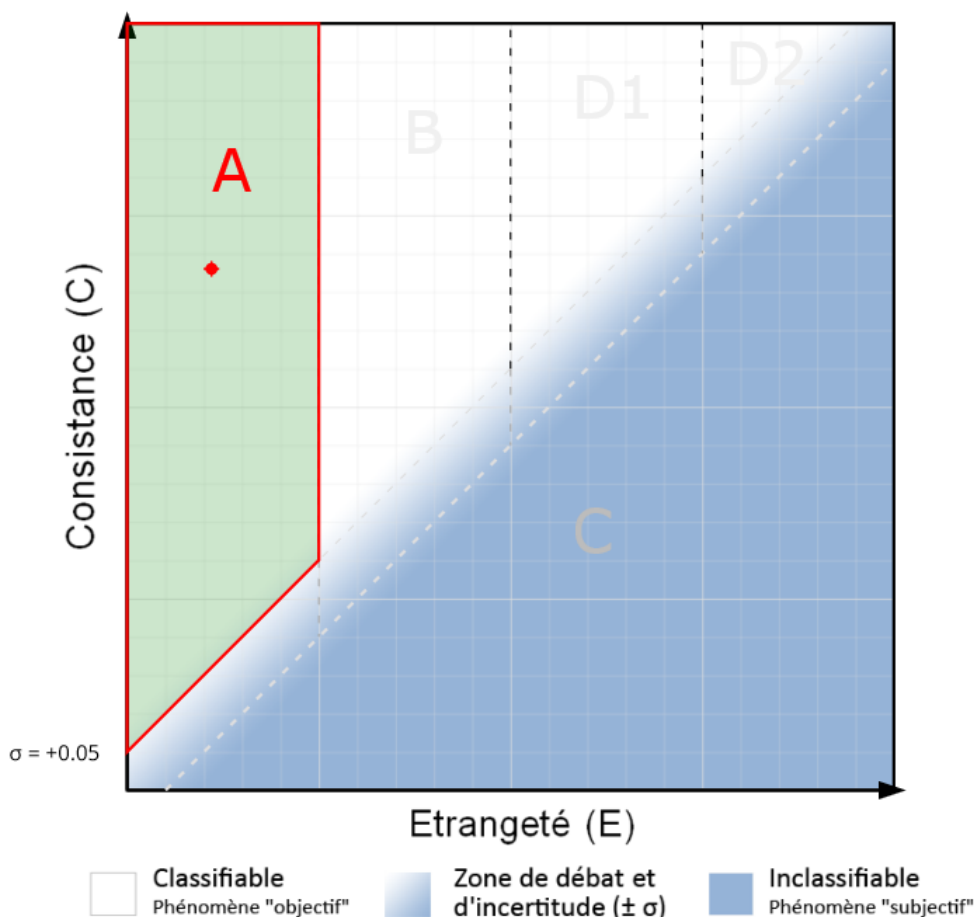 D2
D1
B
A
Consistance (C)
C
σ = +0.05
Etrangeté (E)
Classifiable
Phénomène "objectif"
Zone de débat et
d'incertitude (± σ)
Inclassifiable
Phénomène "subjectif"